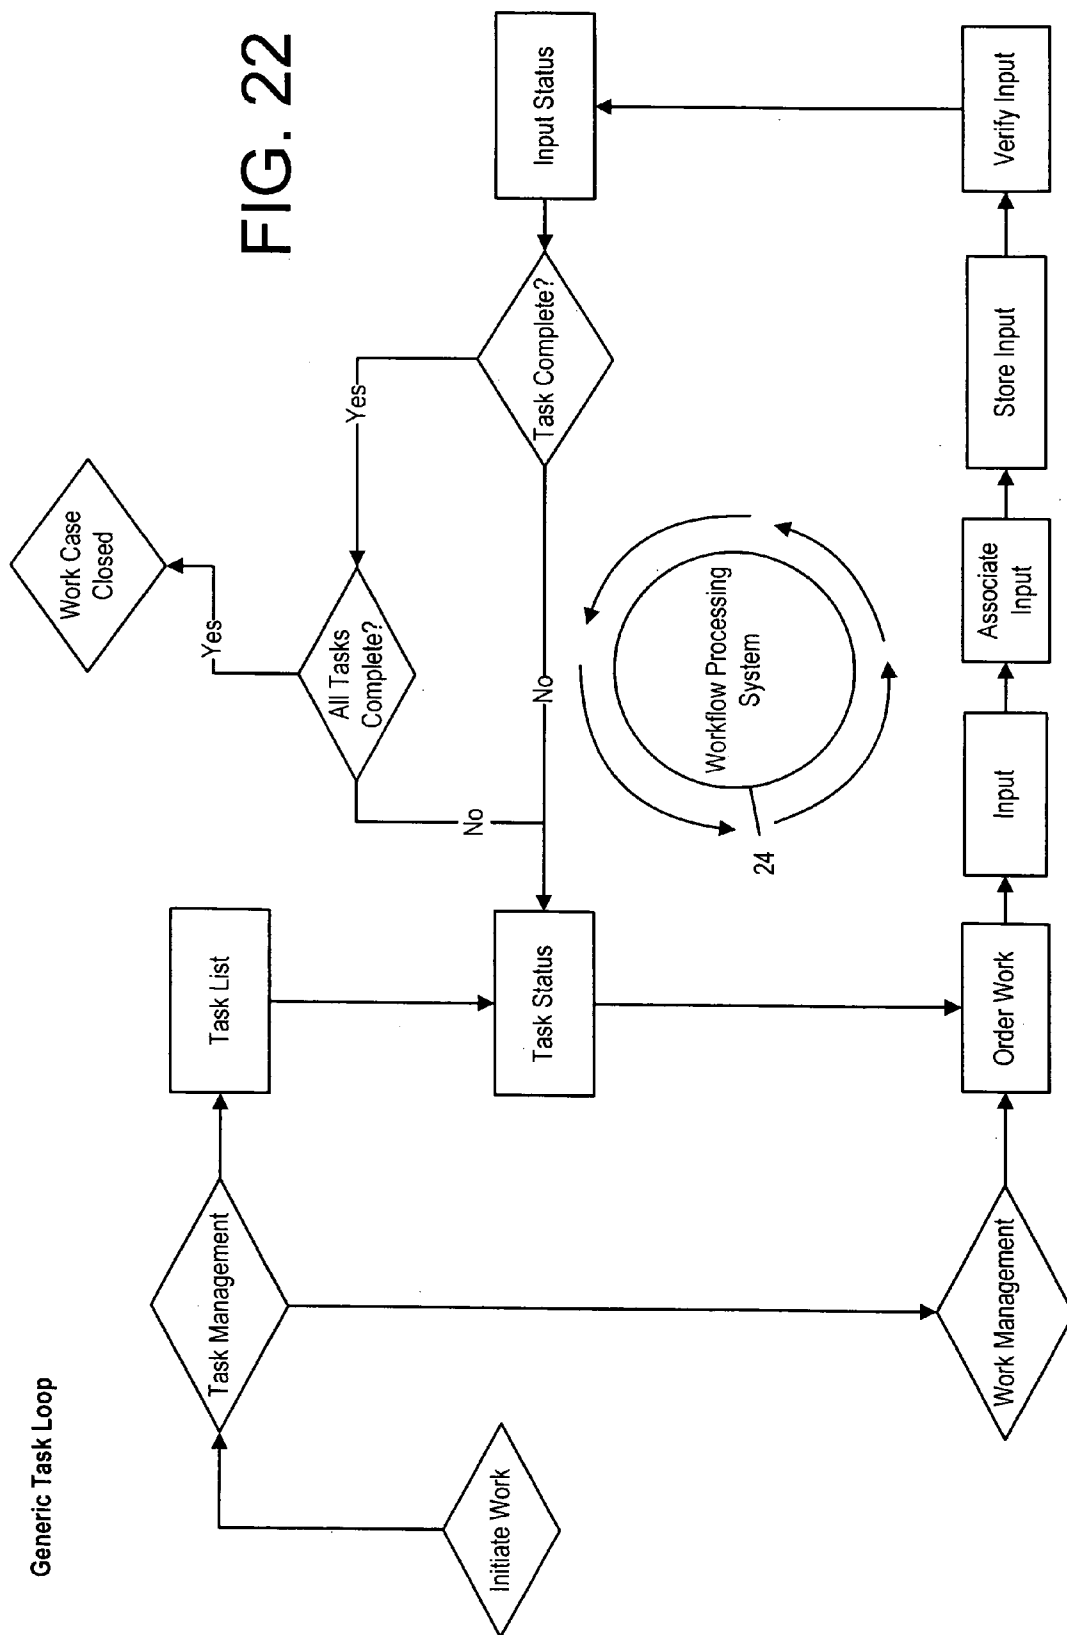 Generic Task Loop
FIG. 22
Initiate Work
Task Management
Task List
Task Status
Work Management
Order Work
Input
Associate
Input
Store Input
Verify Input
Input Status
Task Complete?
Yes
No
All Tasks
Complete?
Yes
No
Work Case
Closed
Workflow Processing
System
24